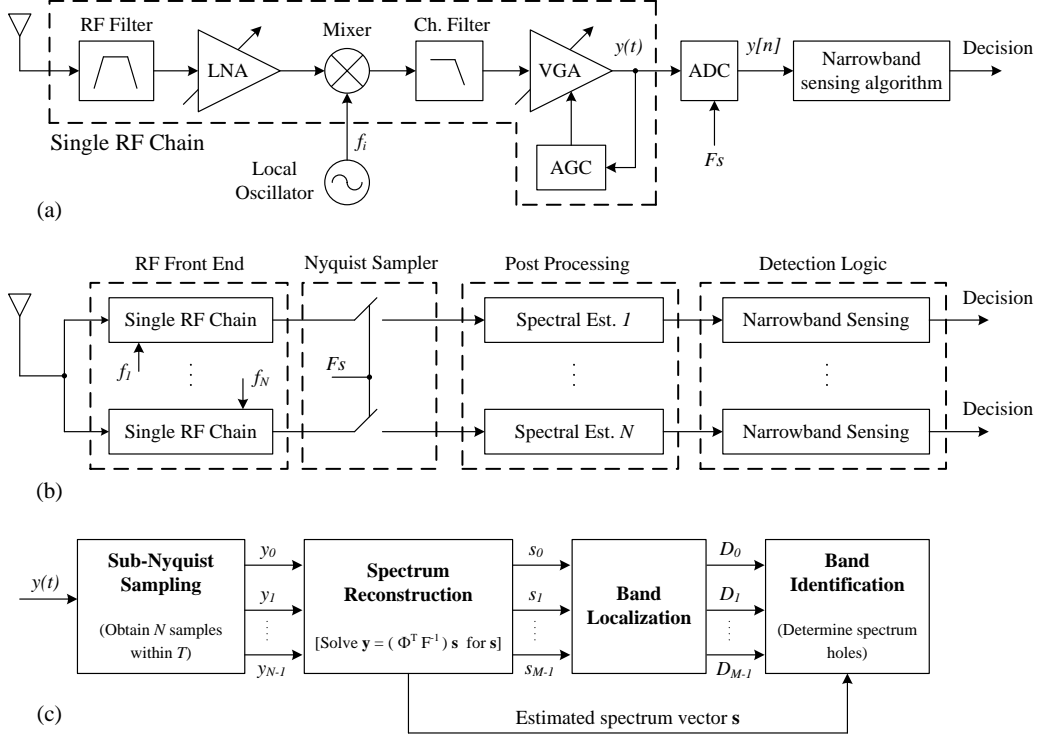 RF Filter
LNA
Mixer
Ch. Filter
VGA
y(t)
ADC
y[n]
Narrowband
sensing algorithm
Decision
Single RF Chain
f_i
Local
Oscillator
AGC
Fs
(a)
RF Front End
Nyquist Sampler
Post Processing
Detection Logic
Single RF Chain
Spectral Est. 1
Narrowband Sensing
Decision
f_1
f_N
Fs
Single RF Chain
Spectral Est. N
Narrowband Sensing
Decision
(b)
y(t)
Sub-Nyquist
Sampling
(Obtain N samples
within T)
y_0
y_1
y_{N-1}
Spectrum
Reconstruction
[Solve y = ( Φ^T F^{-1} ) s for s]
s_0
s_1
s_{M-1}
Band
Localization
D_0
D_1
D_{M-1}
Band
Identification
(Determine spectrum
holes)
Estimated spectrum vector s
(c)